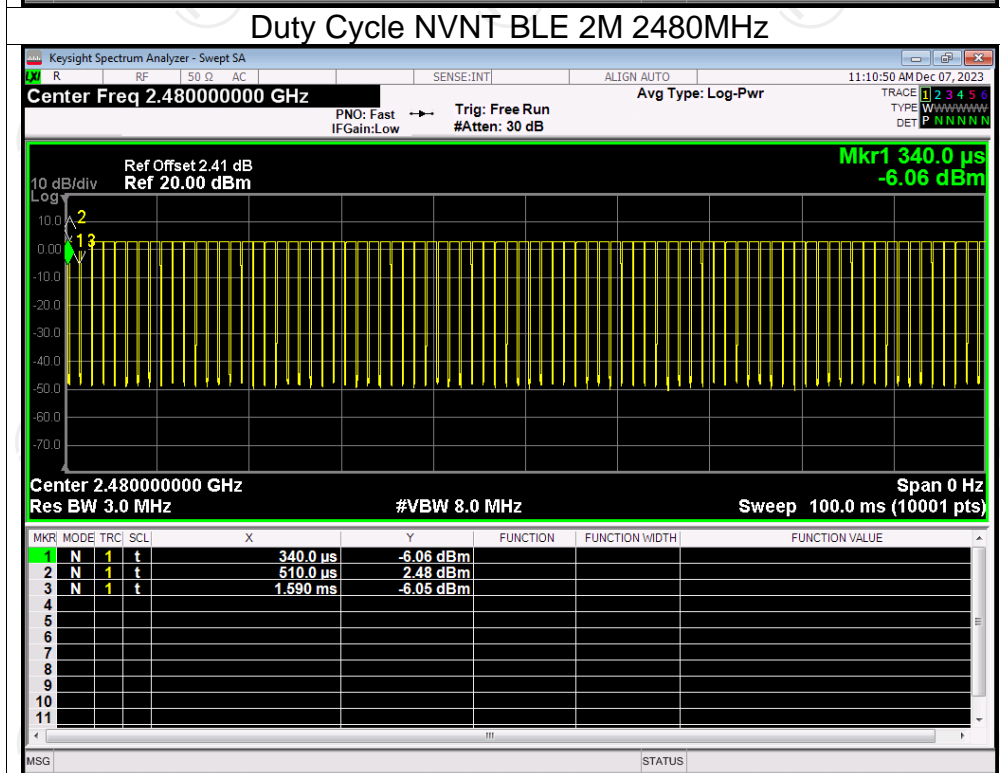 Duty Cycle NVNT BLE 2M 2480MHz
Keysight Spectrum Analyzer - Swept SA
LXI R RF 50 Ω AC SENSE:INT ALIGN AUTO 11:10:50 AM Dec 07, 2023
Center Freq 2.480000000 GHz Avg Type: Log-Pwr TRACE 1 2 3 4 5 6
PNO: Fast Trig: Free Run TYPE WWWWWW
IFGain:Low #Atten: 30 dB DET P N N N N N
Mkr1 340.0 µs
Ref Offset 2.41 dB
10 dB/div Ref 20.00 dBm -6.06 dBm
Log
10.0
2
1 3
0.00
-10.0
-20.0
-30.0
-40.0
-50.0
-60.0
-70.0
Center 2.480000000 GHz Span 0 Hz
Res BW 3.0 MHz #VBW 8.0 MHz Sweep 100.0 ms (10001 pts)
MKR MODE TRC SCL X Y FUNCTION FUNCTION WIDTH FUNCTION VALUE
1 N 1 t 340.0 µs -6.06 dBm
2 N 1 t 510.0 µs 2.48 dBm
3 N 1 t 1.590 ms -6.05 dBm
4
5
6
7
8
9
10
11
MSG STATUS